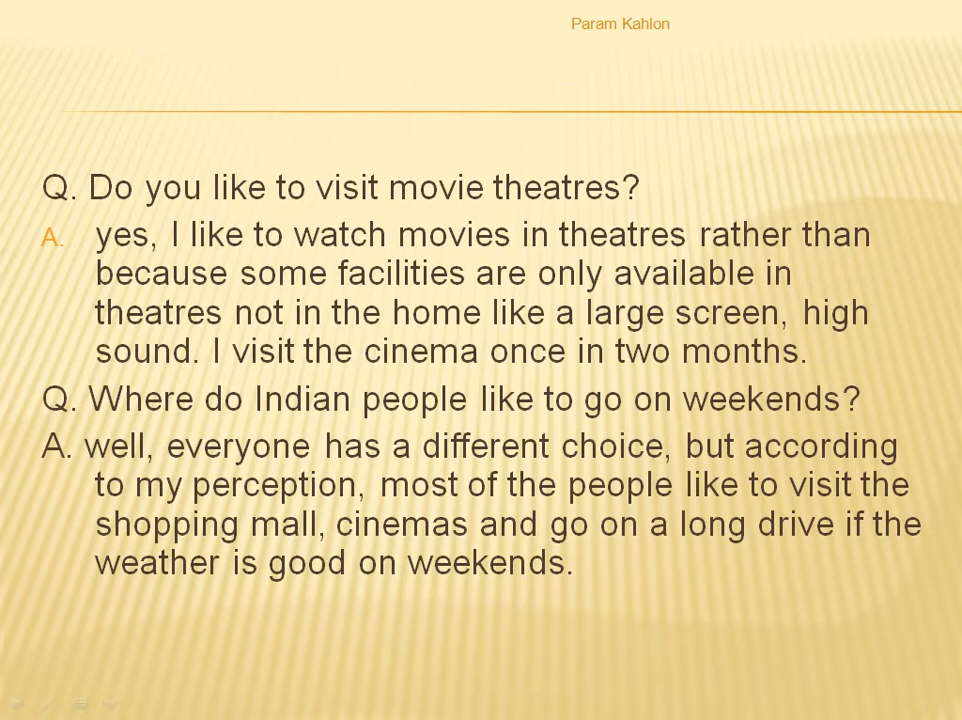 Param Kahlon
Q. Do you like to visit movie theatres?
A. yes, I like to watch movies in theatres rather than
because some facilities are only available in
theatres not in the home like a large screen, high
sound. I visit the cinema once in two months.
Q. Where do Indian people like to go on weekends?
A. well, everyone has a different choice, but according
to my perception, most of the people like to visit the
shopping mall, cinemas and go on a long drive if the
weather is good on weekends.